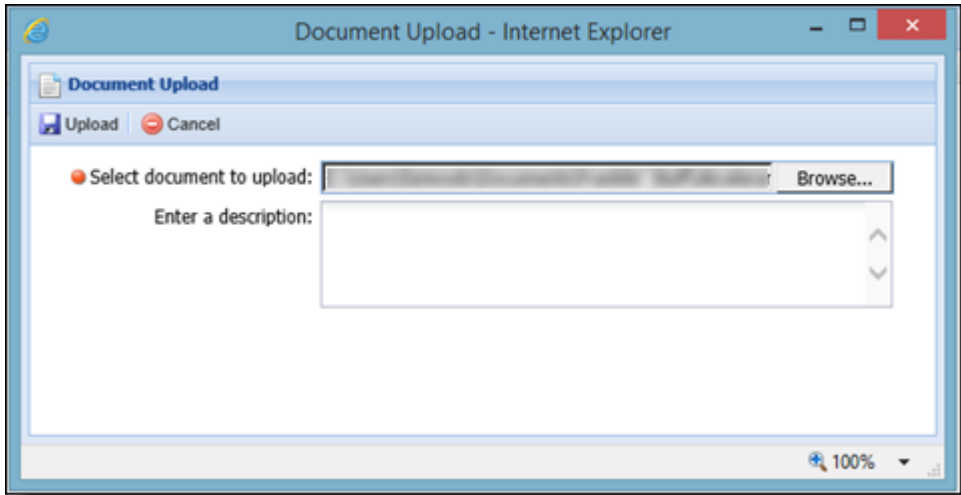 Document Upload - Internet Explorer
Document Upload
Upload Cancel
Select document to upload: Browse...
Enter a description:
100%